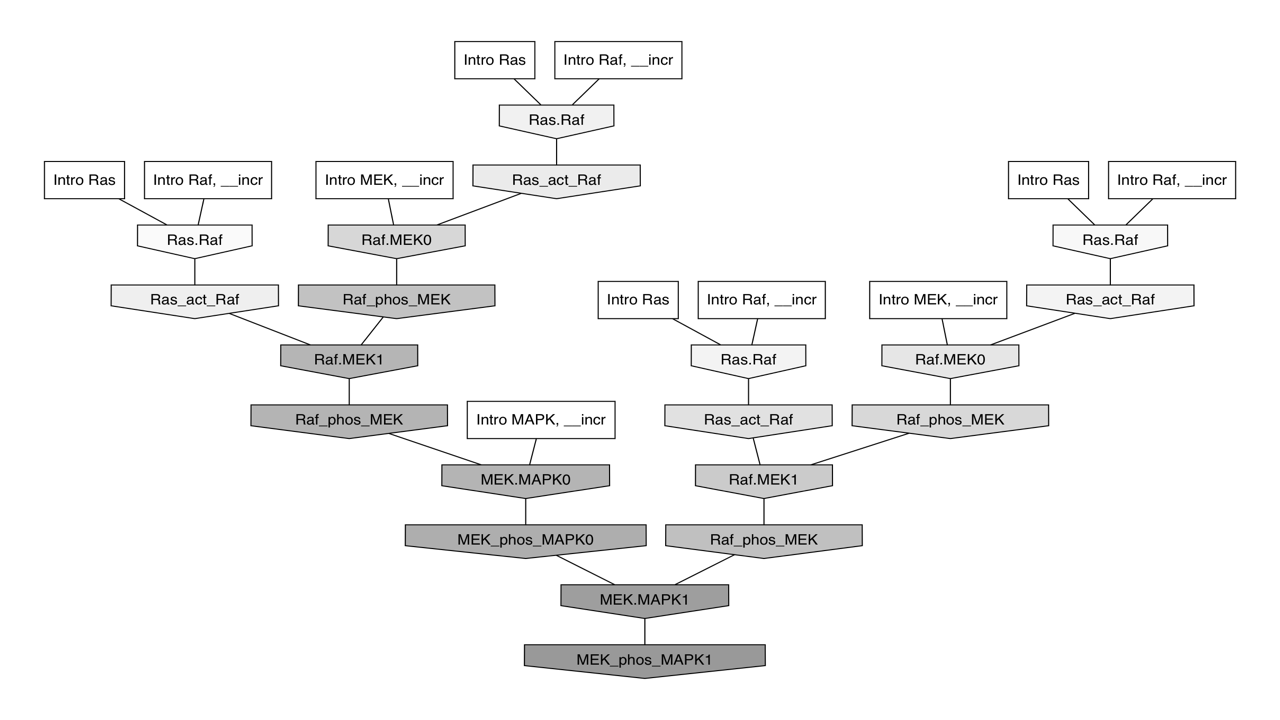 Intro Ras
Intro Raf, __incr
Ras.Raf
Intro Ras
Intro Raf, __incr
Intro MEK, __incr
Ras_act_Raf
Intro Ras
Intro Raf, __incr
Ras.Raf
Raf.MEK0
Ras.Raf
Ras_act_Raf
Raf_phos_MEK
Intro Ras
Intro Raf, __incr
Intro MEK, __incr
Ras_act_Raf
Raf.MEK1
Ras.Raf
Raf.MEK0
Raf_phos_MEK
Intro MAPK, __incr
Ras_act_Raf
Raf_phos_MEK
MEK.MAPK0
Raf.MEK1
MEK_phos_MAPK0
Raf_phos_MEK
MEK.MAPK1
MEK_phos_MAPK1